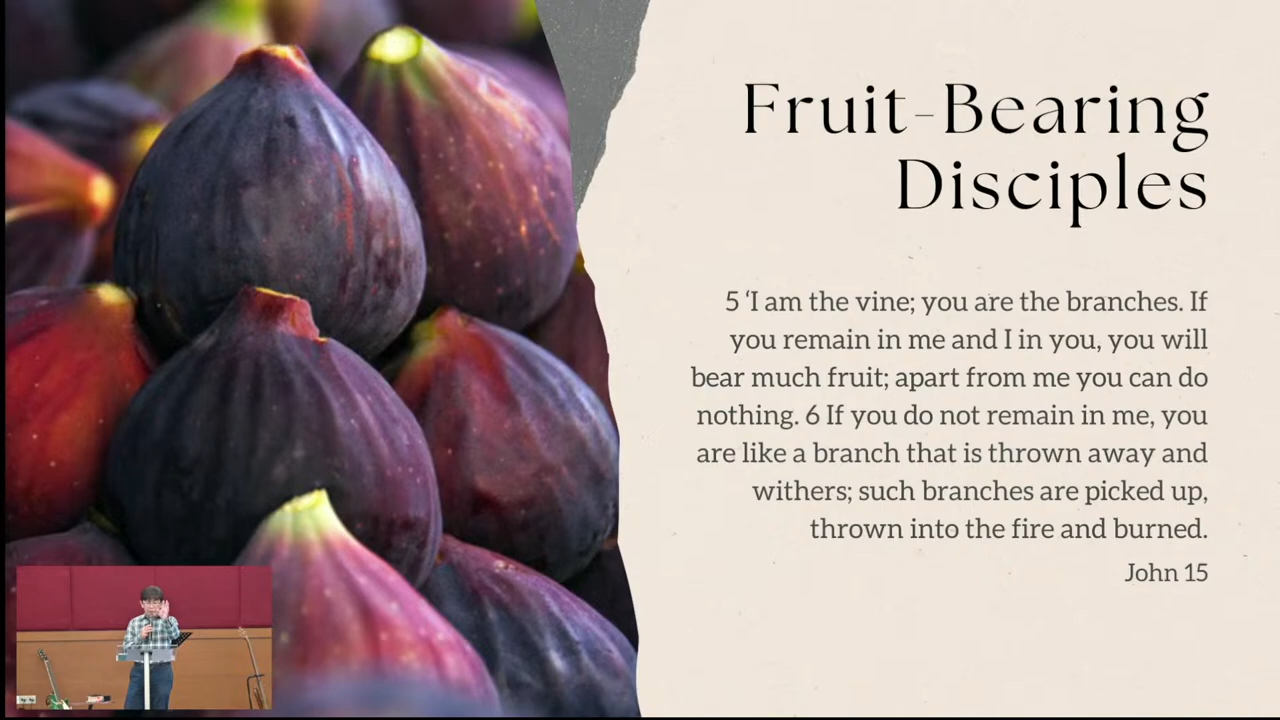 Fruit-Bearing
Disciples
5 ‘I am the vine; you are the branches. If
you remain in me and I in you, you will
bear much fruit; apart from me you can do
nothing. 6 If you do not remain in me, you
are like a branch that is thrown away and
withers; such branches are picked up,
thrown into the fire and burned.
John 15